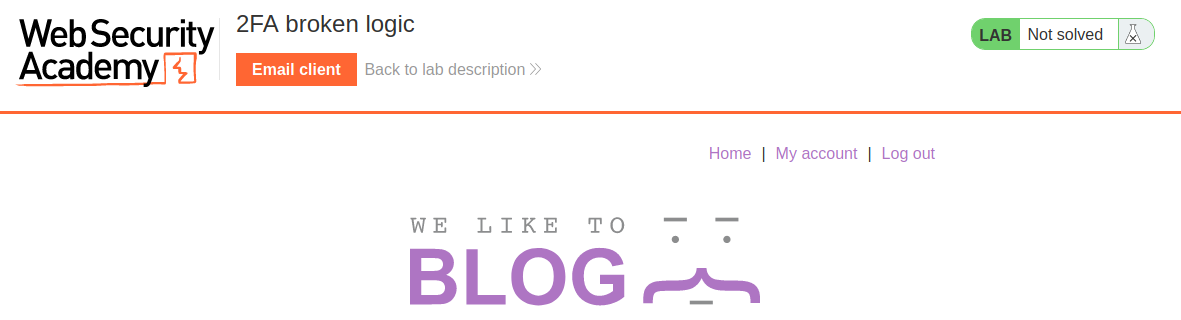 Web Security
Academy
2FA broken logic
Email client Back to lab description
LAB Not solved
Home | My account | Log out
WE LIKE TO
BLOG